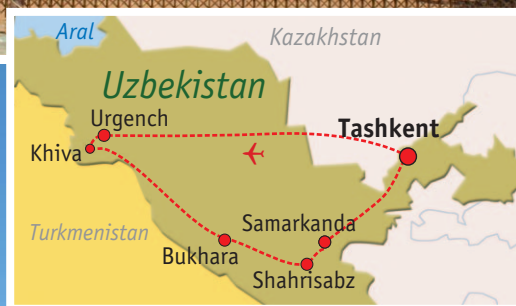 Aral
Kazakhstan
Uzbekistan
Urgench
Tashkent
Khiva
Turkmenistan
Samarkanda
Bukhara
Shahrisabz